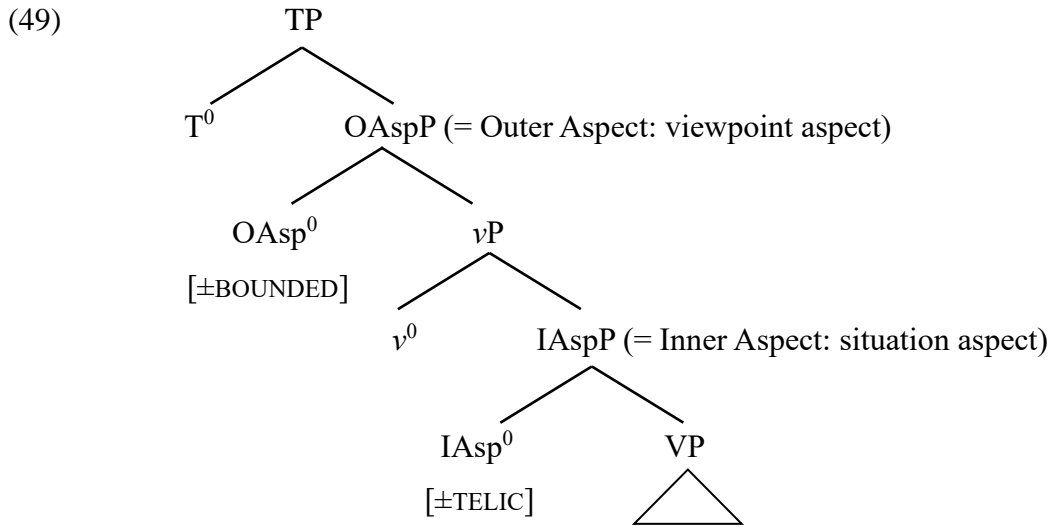 (49) TP
T⁰ OAspP (= Outer Aspect: viewpoint aspect)
OAsp⁰ vP
[±BOUNDED]
v⁰ IAspP (= Inner Aspect: situation aspect)
IAsp⁰ VP
[±TELIC]